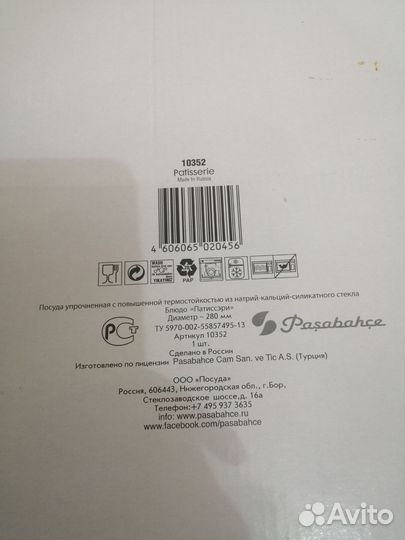 10352
Patisserie
Made in Russia
4 606065 020456
PAP
Посуда упрочненная с повышенной термостойкостью из натрий-кальций-силикатного стекла
Блюдо «Патиссэри»
Диаметр ~ 280 мм
ТУ 5970-002-55857495-13
Артикул 10352
1 шт.
Сделано в России
Paşabahçe
Изготовлено по лицензии Pasabahce Cam San. ve Tic A.S. (Турция)
ООО «Посуда»
Россия, 606443, Нижегородская обл., г.Бор,
Стеклозаводское шоссе,д. 16а
Телефон:+7 495 937 3635
info: www.pasabahce.ru
www.facebook.com/pasabahce
Avito